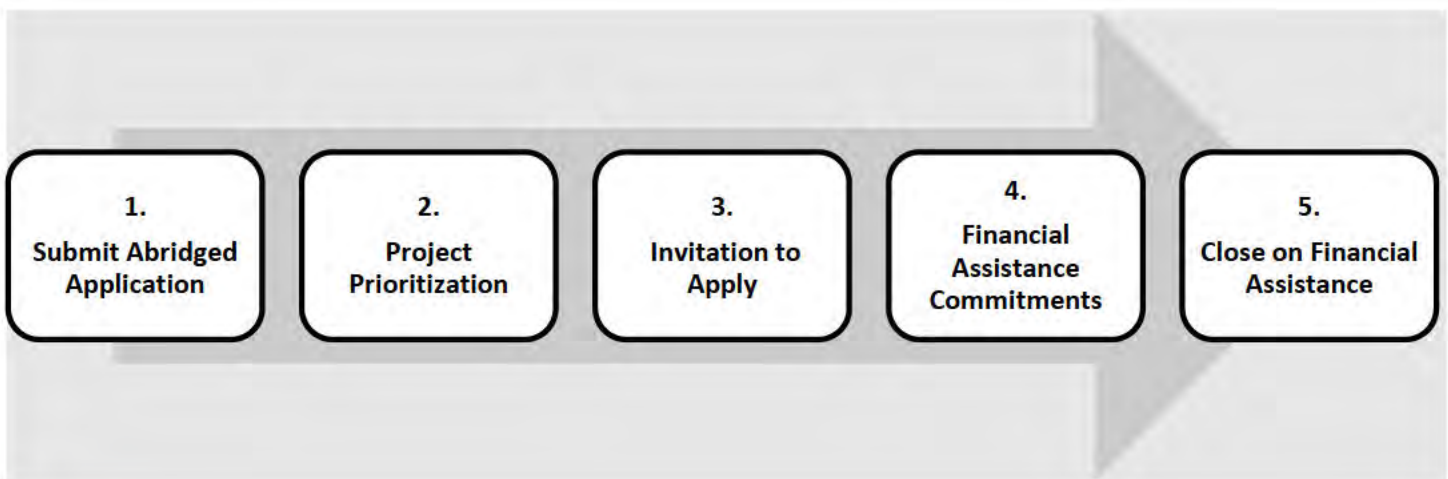 1.
Submit Abridged
Application
2.
Project
Prioritization
3.
Invitation to
Apply
4.
Financial
Assistance
Commitments
5.
Close on Financial
Assistance